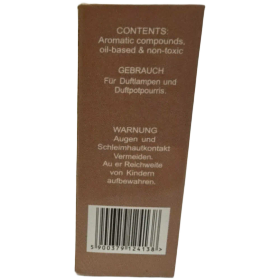 CONTENTS:
Aromatic compounds,
oil-based & non-toxic
GEBRAUCH
Für Duftlampen und
Duftpotpourris.
WARNUNG
Augen und
Schleimhautkontakt
Vermeiden.
Au er Reichweite
von Kindern
aufbewahren.
5900379124138>